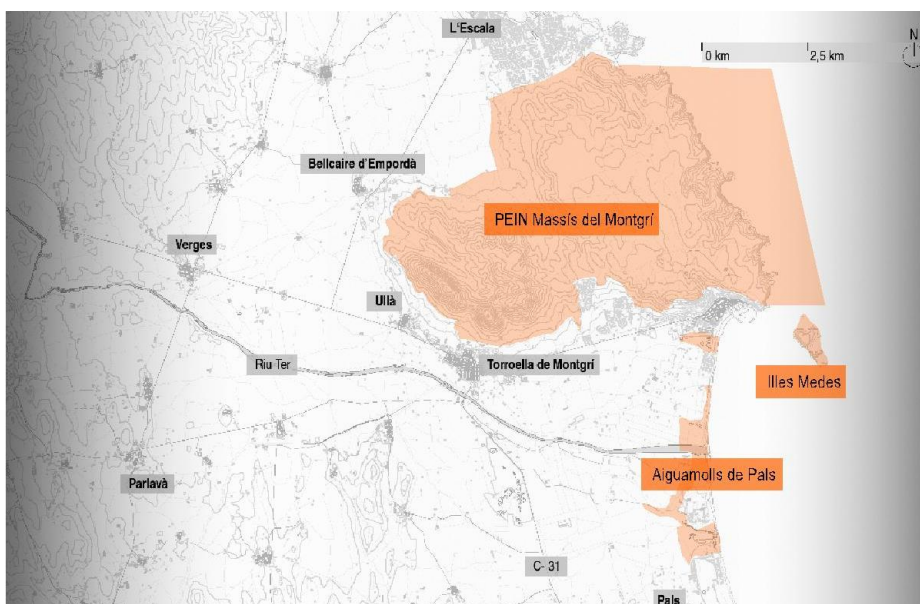 L'Escala
0 km
2,5 km
N
Bellcaire d'Empordà
PEIN Massís del Montgrí
Verges
Ullà
Riu Ter
Torroella de Montgrí
Illes Medes
Aiguamolls de Pals
Parlavà
C- 31
Pals